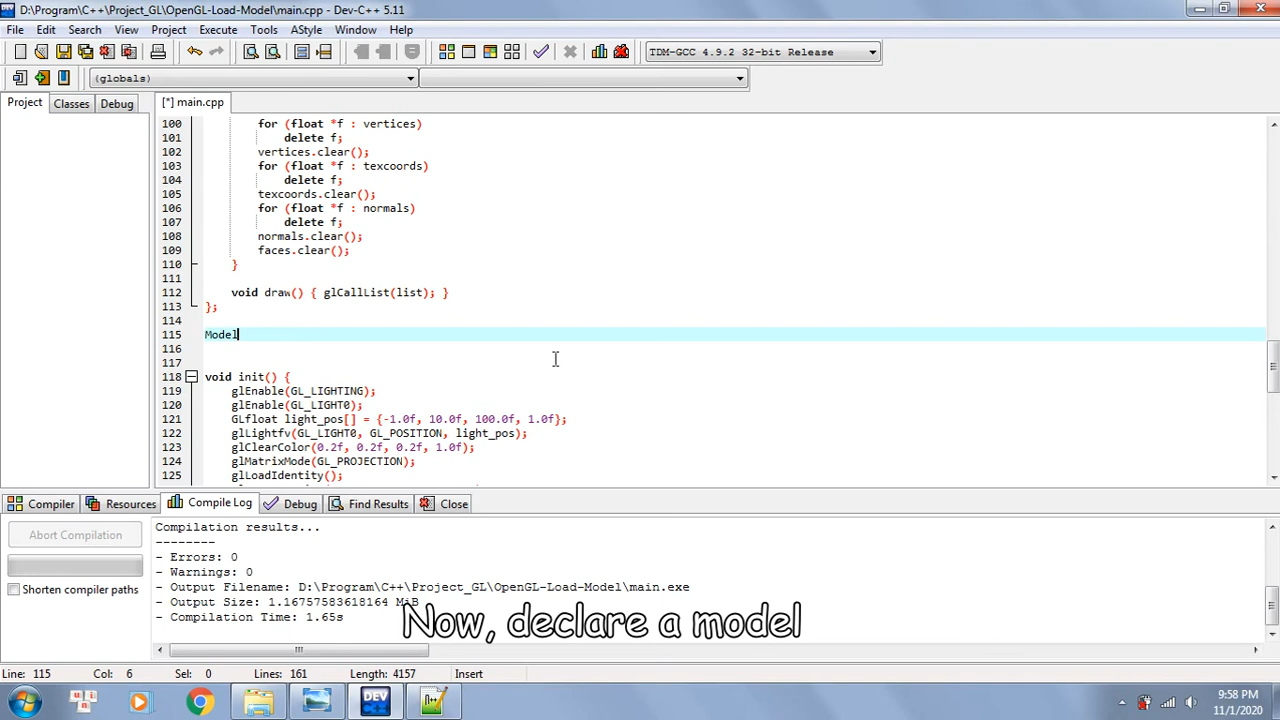 D:\Program\C++\Project_GL\OpenGL-Load-Model\main.cpp - Dev-C++ 5.11
File Edit Search View Project Execute Tools AStyle Window Help
TDM-GCC 4.9.2 32-bit Release
(globals)
Project Classes Debug [*] main.cpp
100 for (float *f : vertices)
101 delete f;
102 vertices.clear();
103 for (float *f : texcoords)
104 delete f;
105 texcoords.clear();
106 for (float *f : normals)
107 delete f;
108 normals.clear();
109 faces.clear();
110 }
111
112 void draw() { glCallList(list); }
113 };
114
115 Model
116
117
118 void init() {
119 glEnable(GL_LIGHTING);
120 glEnable(GL_LIGHT0);
121 GLfloat light_pos[] = {-1.0f, 10.0f, 100.0f, 1.0f};
122 glLightfv(GL_LIGHT0, GL_POSITION, light_pos);
123 glClearColor(0.2f, 0.2f, 0.2f, 1.0f);
124 glMatrixMode(GL_PROJECTION);
125 glLoadIdentity();
Compiler Resources Compile Log Debug Find Results Close
Abort Compilation
Shorten compiler paths
Compilation results...
--------
- Errors: 0
- Warnings: 0
- Output Filename: D:\Program\C++\Project_GL\OpenGL-Load-Model\main.exe
- Output Size: 1.16757583618164 MiB
- Compilation Time: 1.65s
Now, declare a model
Line: 115 Col: 6 Sel: 0 Lines: 161 Length: 4157 Insert
DEV
9:58 PM
11/1/2020